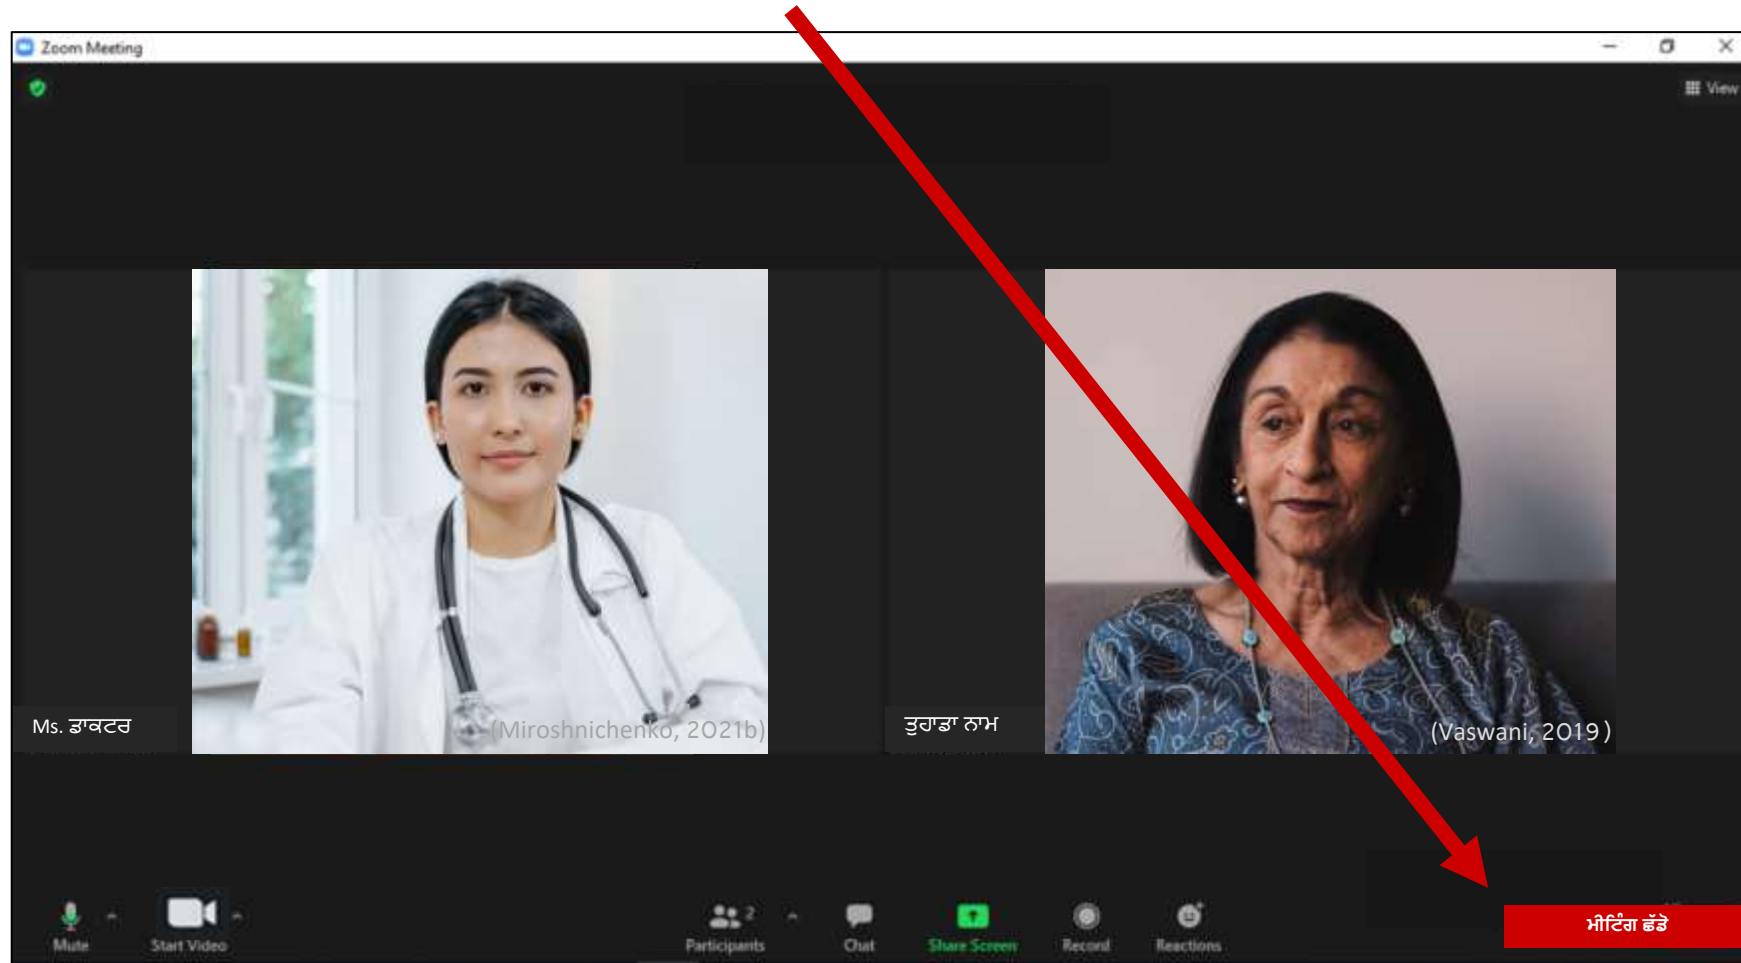 Zoom Meeting
View
Ms. ਡਾਕਟਰ
(Miroshnichenko, 2021b)
ਤੁਹਾਡਾ ਨਾਮ
(Vaswani, 2019)
Mute
Start Video
Participants
2
Chat
Share Screen
Record
Reactions
ਮੀਟਿੰਗ ਛੱਡੋ